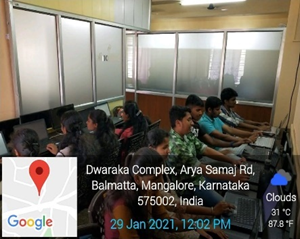 Dwaraka Complex, Arya Samaj Rd,
Balmatta, Mangalore, Karnataka
575002, India
Clouds
31 °C
87.8 °F
Google
29 Jan 2021, 12:02 PM